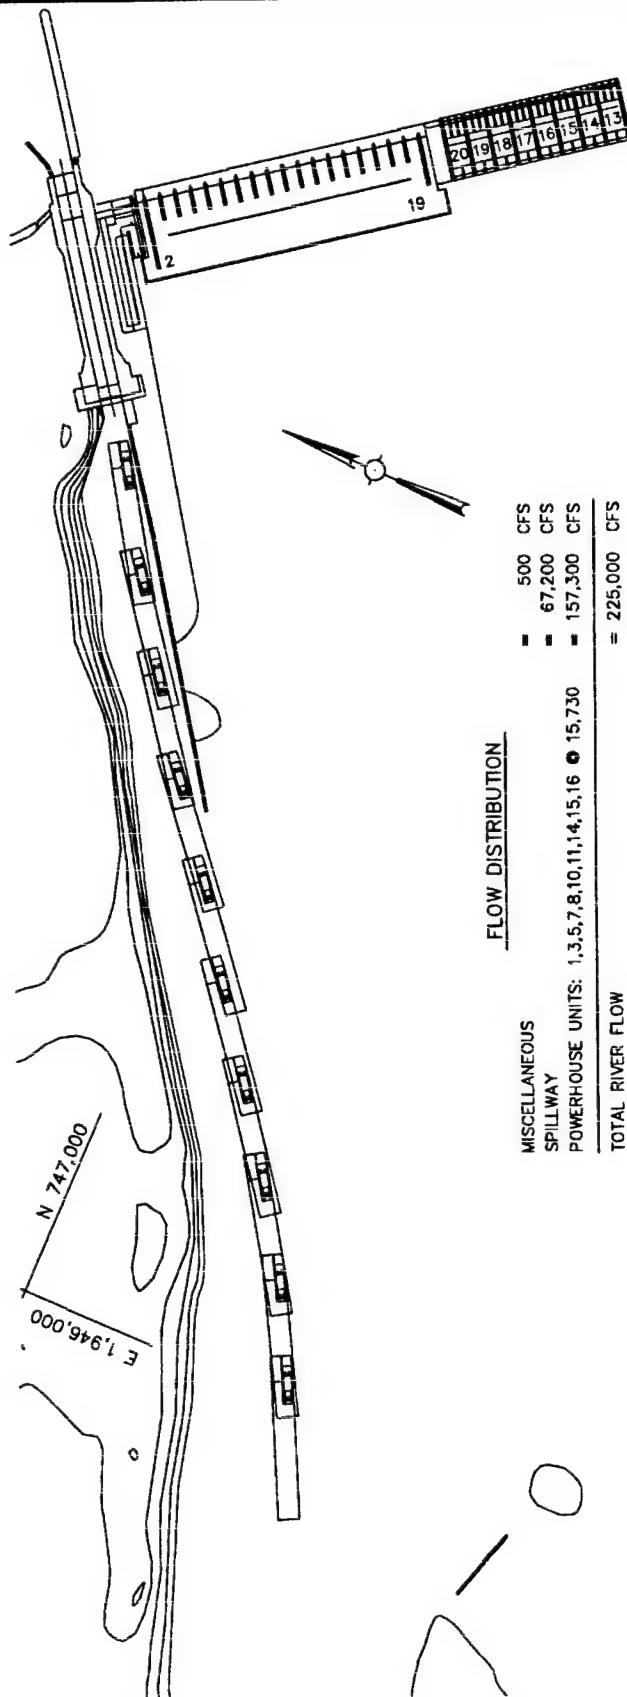 20 19 18 17 16 15 14 13
19
2
N 747,000
E 1,946,000
FLOW DISTRIBUTION
MISCELLANEOUS = 500 CFS
SPILLWAY = 67,200 CFS
POWERHOUSE UNITS: 1,3,5,7,8,10,11,14,15,16 @ 15,730 = 157,300 CFS
TOTAL RIVER FLOW = 225,000 CFS